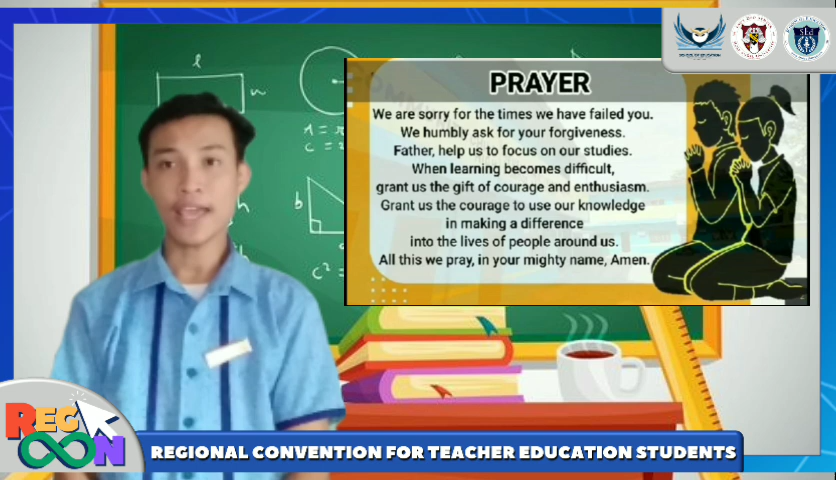 PRAYER
We are sorry for the times we have failed you.
We humbly ask for your forgiveness.
Father, help us to focus on our studies.
When learning becomes difficult,
grant us the gift of courage and enthusiasm.
Grant us the courage to use our knowledge
in making a difference
into the lives of people around us.
All this we pray, in your mighty name, Amen.
b
REG
N
REGIONAL CONVENTION FOR TEACHER EDUCATION STUDENTS